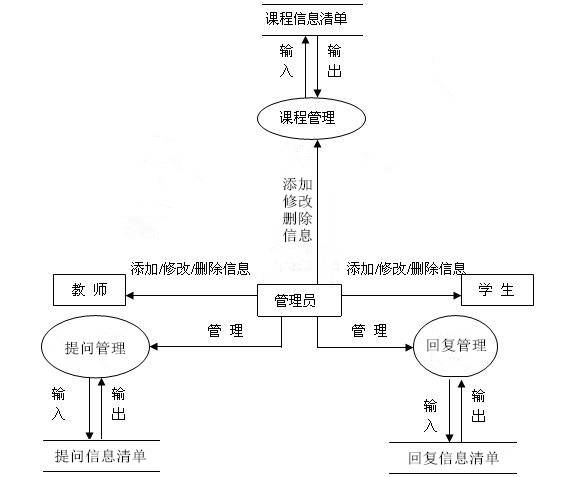 课程信息清单
输入
输出
课程管理
添加
修改
删除
信息
添加/修改/删除信息
添加/修改/删除信息
教 师
管理员
学 生
管 理
管 理
提问管理
回复管理
输入
输出
输入
输出
提问信息清单
回复信息清单